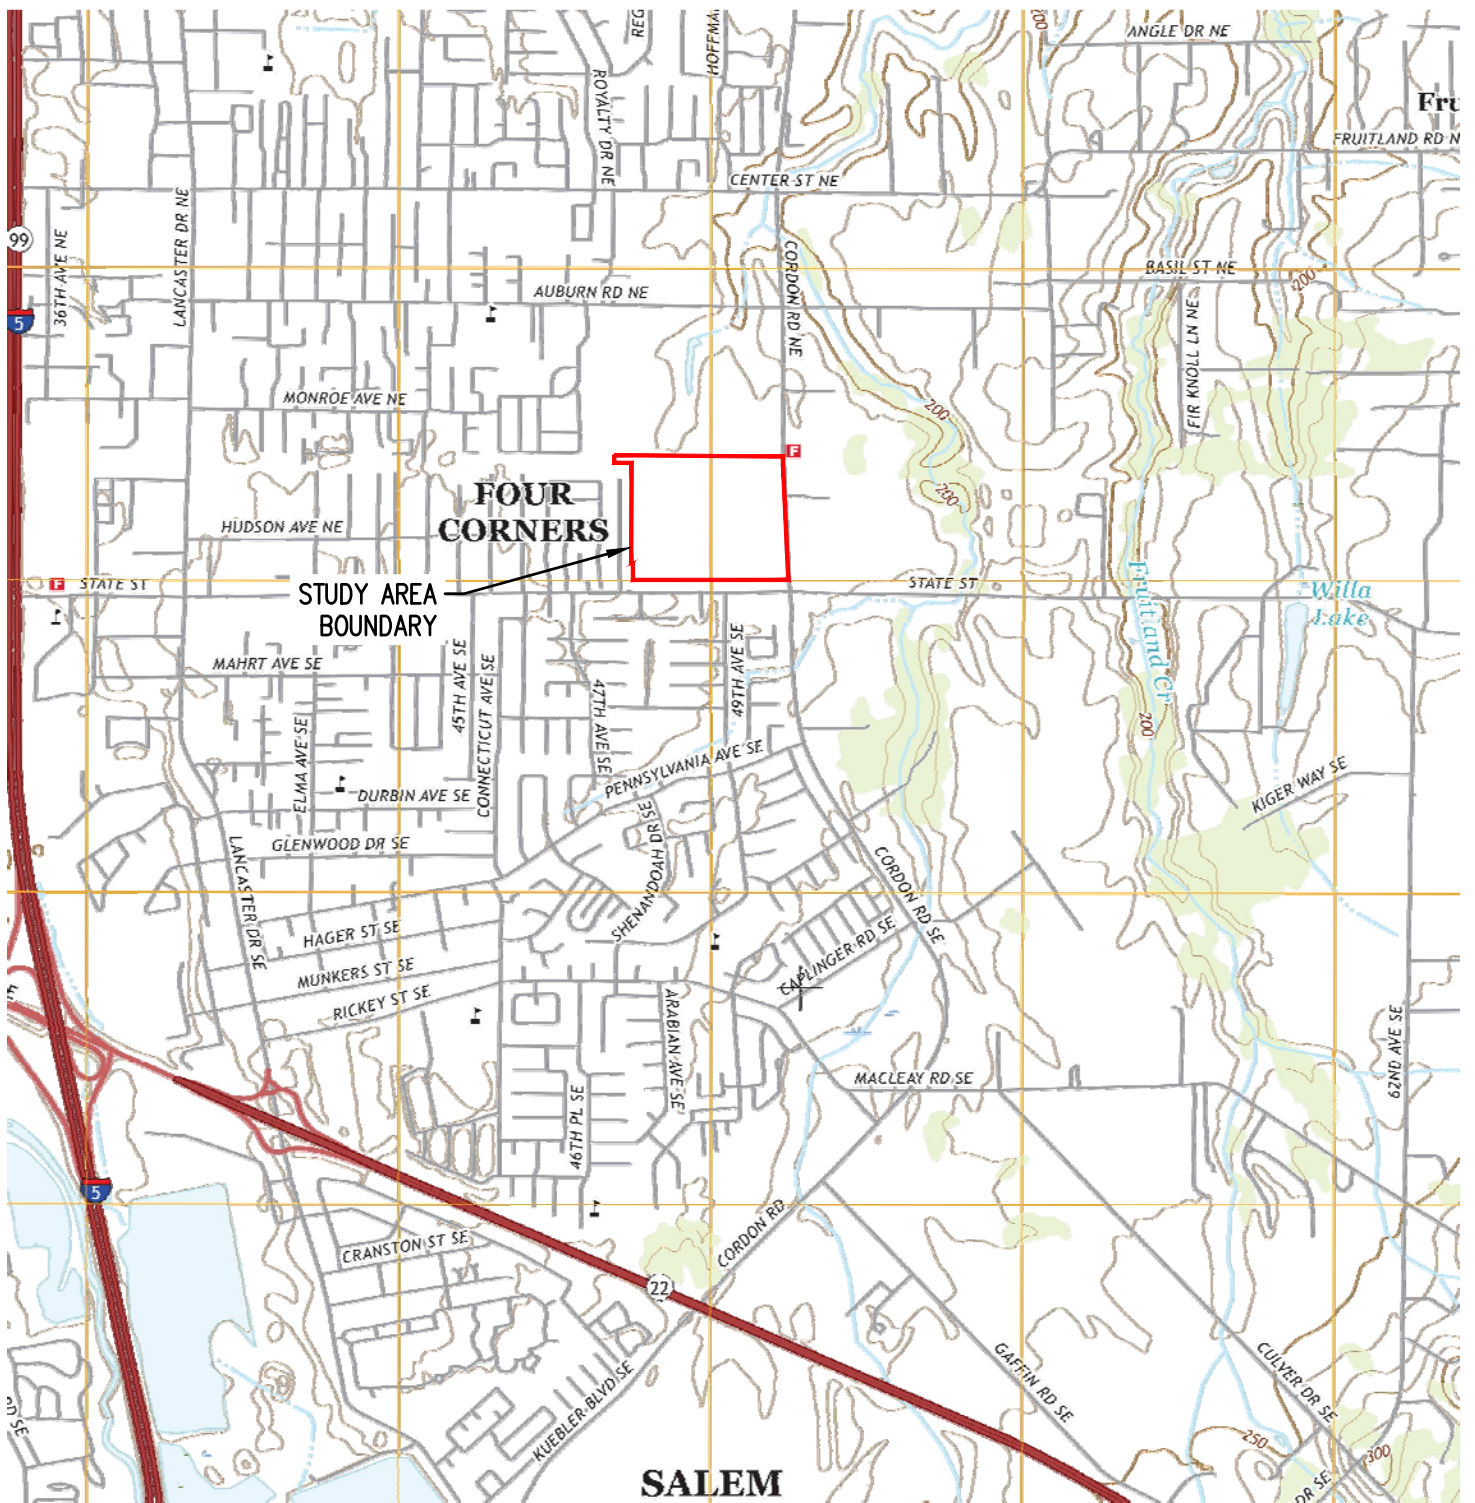 ANGLE DR NE
Fru
FRUITLAND RD N
200
HOFFMA
REG
ROYALTY DR NE
CENTER ST NE
LANCASTER DR NE
99
36TH AVE NE
CORDON RD NE
BASIL ST NE
200
AUBURN RD NE
5
FIR KNOLL LN NE
MONROE AVE NE
200
F
FOUR
CORNERS
200
HUDSON AVE NE
F
STATE ST
STUDY AREA
BOUNDARY
STATE ST
Fruitland Cr
Willa
Lake
MAHRT AVE SE
45TH AVE SE
CONNECTICUT AVE SE
47TH AVE SE
49TH AVE SE
200
ELMA AVE SE
PENNSYLVANIA AVE SE
KIGER WAY SE
DURBIN AVE SE
GLENWOOD DR SE
LANCASTER DR SE
SHENANDOAH DR SE
CORDON RD SE
HAGER ST SE
CAPLINGER RD SE
MUNKERS ST SE
RICKEY ST SE
ARABIAN AVE SE
62ND AVE SE
MACLEAY RD SE
46TH PL SE
5
CORDON RD
CRANSTON ST SE
22
GAFFIN RD SE
CULVER DR SE
KUEBLER BLVD SE
RD SE
250
300
DR SE
SALEM